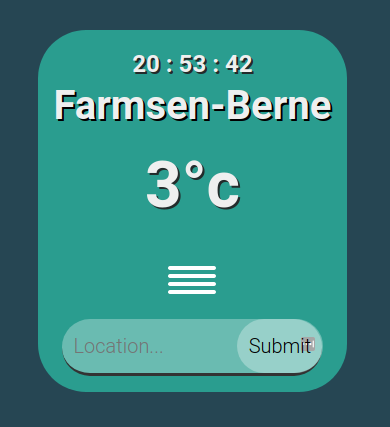 20 : 53 : 42
Farmsen-Berne
3°c
Location...
Submit